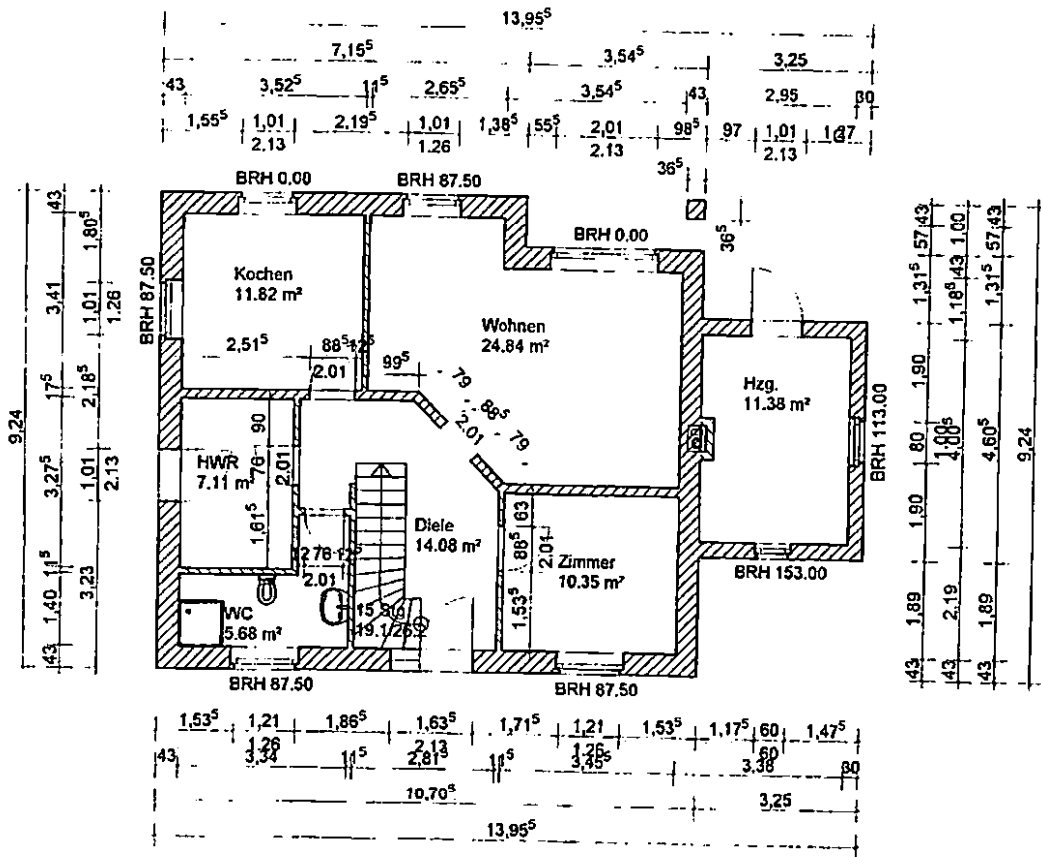 13,95⁵
7,15⁵ 3,54⁵ 3,25
43 3,52⁵ 11⁵ 2,65⁵ 3,54⁵ 43 2,95 30
1,55⁵ 1,01 2,19⁵ 1,01 1,38⁵ 55⁵ 2,01 98⁵ 97 1,01 1,37
2.13 1.26 2.13 2.13
36⁵
36⁵
BRH 0.00 BRH 87.50
BRH 0.00
BRH 87.50
Kochen
11.82 m²
Wohnen
24.84 m²
2,51⁵ 88⁵ 12⁵
2.01
99⁵
79
88⁵
2.01
79
Hzg.
11.38 m²
BRH 113.00
HWR
7.11 m²
90
76
2.01
1,61⁵
Diele
14.08 m²
63
88⁵
2.01
1,53⁵
Zimmer
10.35 m²
BRH 153.00
12 76 12⁵
2.01
WC
5.68 m²
15 Stg
19.1/26.2
BRH 87.50
BRH 87.50
9,24
43 3,41 17⁵ 3,27⁵ 11⁵ 1,40 43
1,80⁵ 1,01 2,18⁵ 1,01 3,23
1.26 2.13
43 57 1,31⁵ 1,90 80 1,90 1,89 43
1.00
1,00 43 1,18⁵ 4,00⁵ 2,19 43
43 57 1,31⁵ 4,60⁵ 1,89 43
9,24
1,53⁵ 1,21 1,86⁵ 1,63⁵ 1,71⁵ 1,21 1,53⁵ 1,17⁵ 60 1,47⁵
1.26 2.13 1.26 60
43 3,34 11⁵ 2,81⁵ 11⁵ 3,45⁵ 3,38 30
10,70⁵ 3,25
13,95⁵